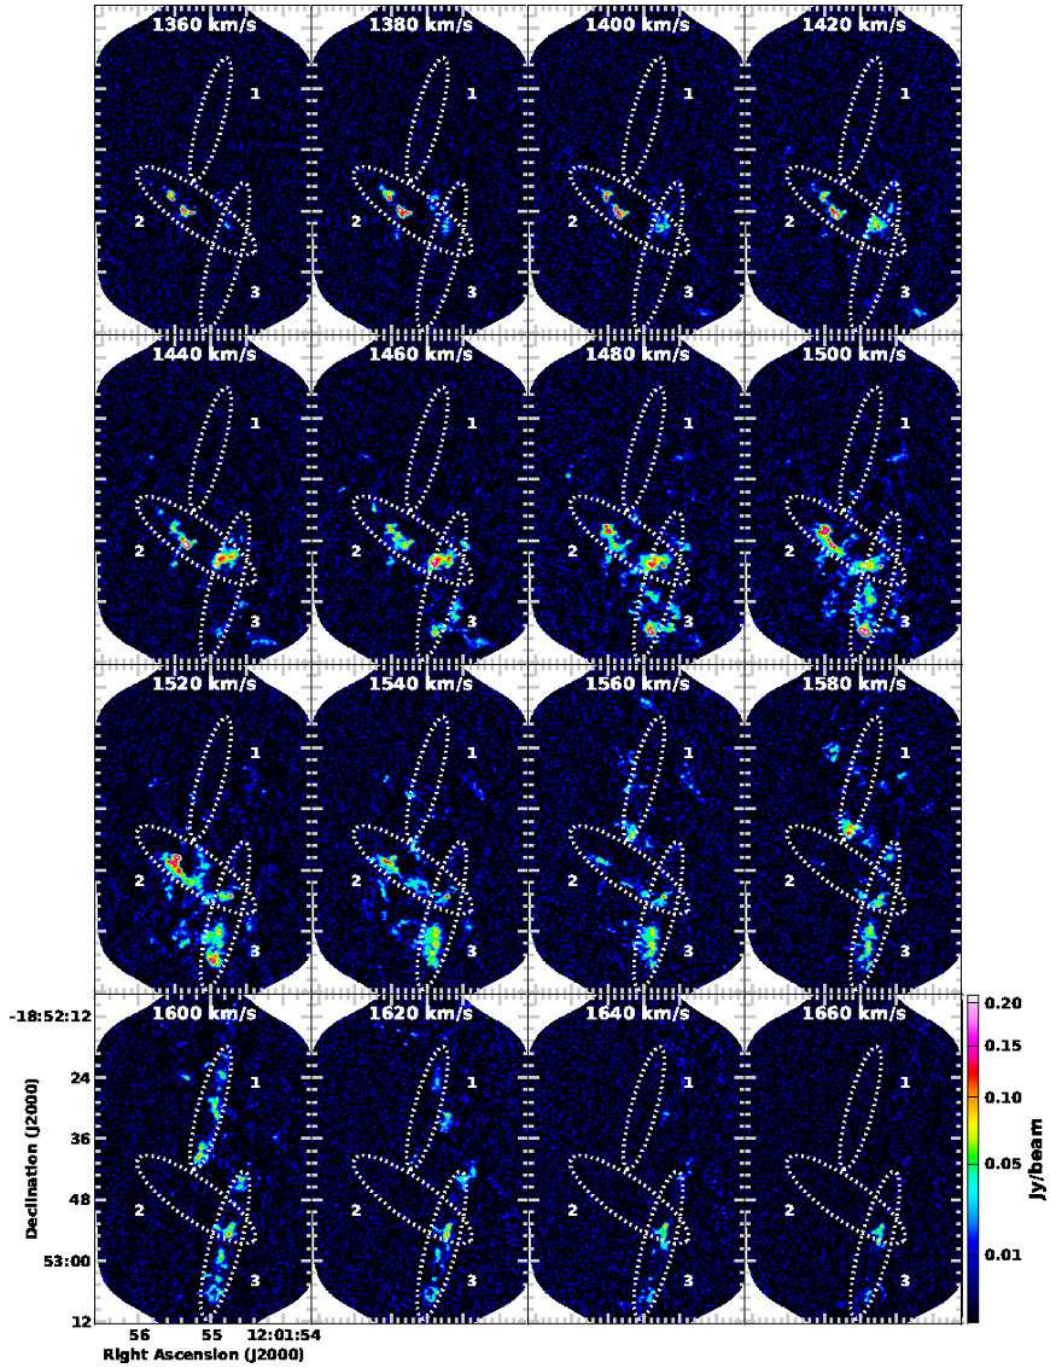 1360 km/s 1380 km/s 1400 km/s 1420 km/s
1 1 1 1
2 2 2 2
3 3 3 3
1440 km/s 1460 km/s 1480 km/s 1500 km/s
1 1 1 1
2 2 2 2
3 3 3 3
1520 km/s 1540 km/s 1560 km/s 1580 km/s
1 1 1 1
2 2 2 2
3 3 3 3
-18:52:12 1600 km/s 1620 km/s 1640 km/s 1660 km/s 0.20
0.15
24 1 1 1 1
0.10
36
0.05
48
2 2 2 2
53:00 0.01
3 3 3 3
12
Declination (J2000)
Jy/beam
56 55 12:01:54
Right Ascension (J2000)